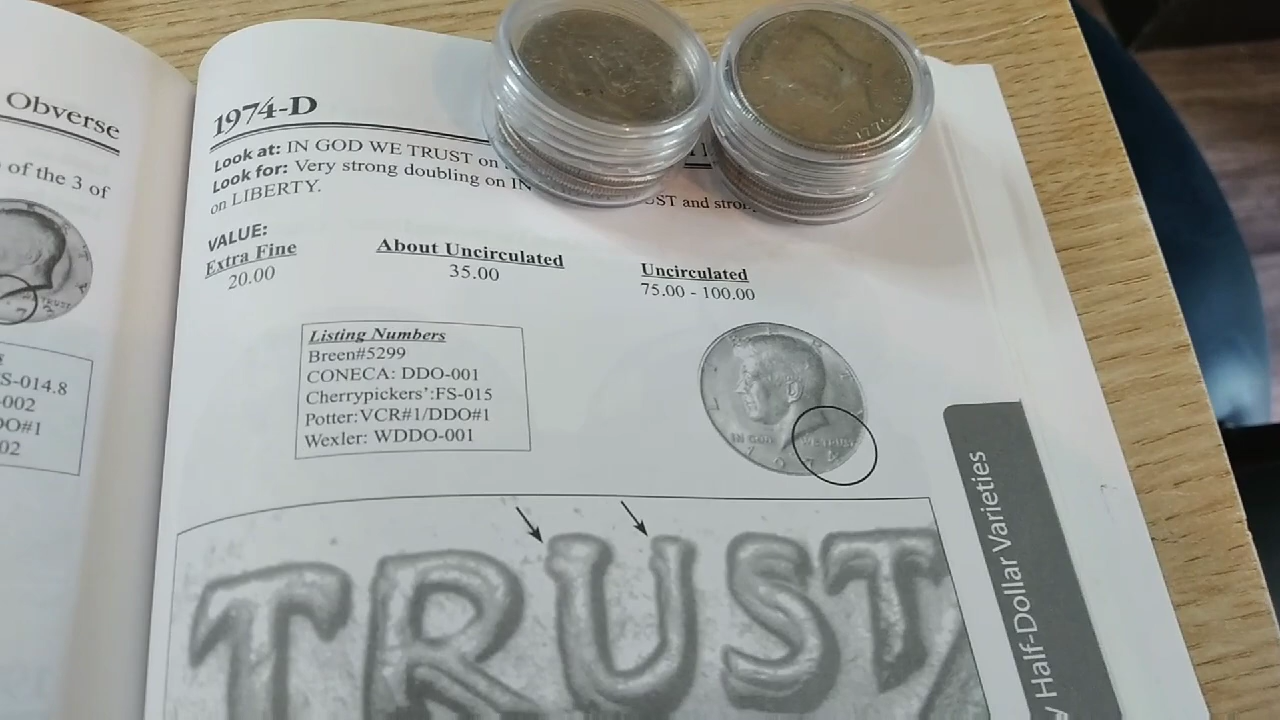 Obverse
of the 3 of
S-014.8
-002
DO#1
02
1974-D
Look at: IN GOD WE TRUST on
Look for: Very strong doubling on IN
UST and
on LIBERTY.
VALUE:
Extra Fine
20.00
About Uncirculated
35.00
Uncirculated
75.00 - 100.00
Listing Numbers
Breen#5299
CONECA: DDO-001
Cherrypickers':FS-015
Potter:VCR#1/DDO#1
Wexler: WDDO-001
IN GOD WE TRUST
1974
TRUST
Half-Dollar Varieties
1776
TRUST